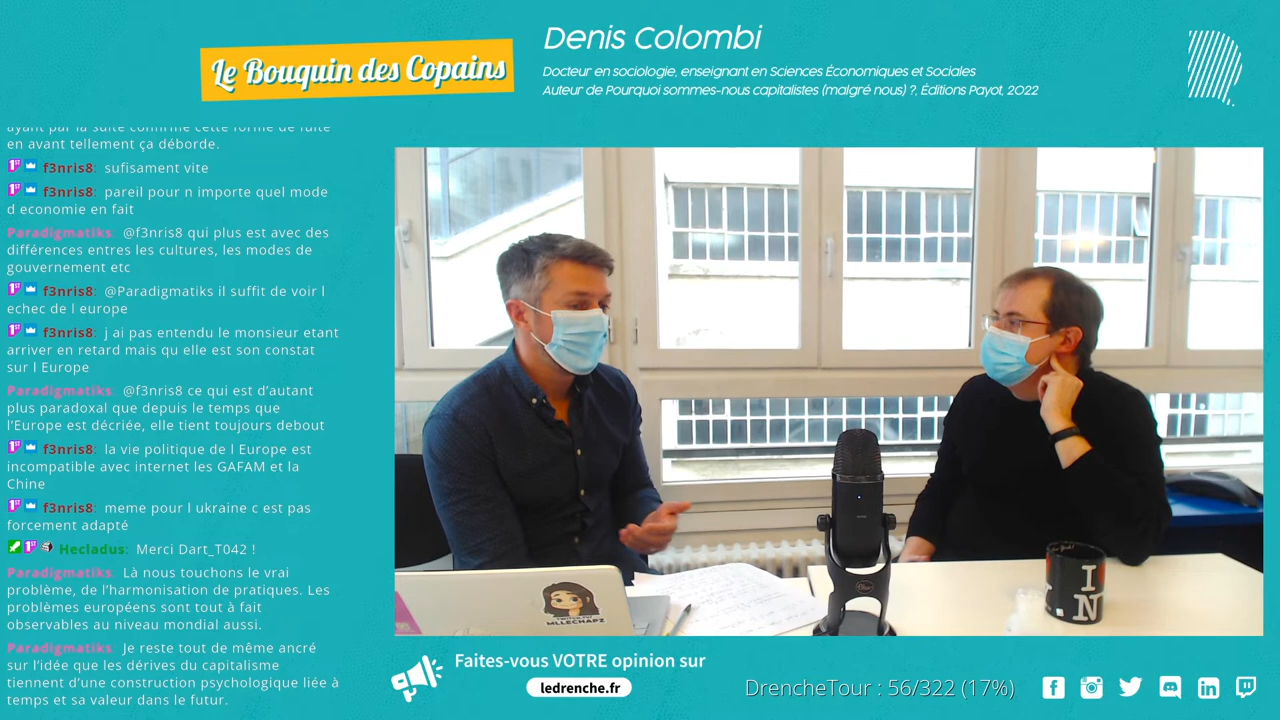 Le Bouquin des Copains
Denis Colombi
Docteur en sociologie, enseignant en Sciences Économiques et Sociales
Auteur de Pourquoi sommes-nous capitalistes (malgré nous) ?, Éditions Payot, 2022
ayant par la suite confirmé cette forme de fuite
en avant tellement ça déborde.
f3nris8: sufisament vite
f3nris8: pareil pour n importe quel mode
d economie en fait
Paradigmatiks: @f3nris8 qui plus est avec des
différences entres les cultures, les modes de
gouvernement etc
f3nris8: @Paradigmatiks il suffit de voir l
echec de l europe
f3nris8: j ai pas entendu le monsieur etant
arriver en retard mais qu elle est son constat
sur l Europe
Paradigmatiks: @f3nris8 ce qui est d’autant
plus paradoxal que depuis le temps que
l’Europe est décriée, elle tient toujours debout
f3nris8: la vie politique de l Europe est
incompatible avec internet les GAFAM et la
Chine
f3nris8: meme pour l ukraine c est pas
forcement adapté
Hecladus: Merci Dart_T042 !
Paradigmatiks: Là nous touchons le vrai
problème, de l’harmonisation de pratiques. Les
problèmes européens sont tout à fait
observables au niveau mondial aussi.
Paradigmatiks: Je reste tout de même ancré
sur l’idée que les dérives du capitalisme
tiennent d’une construction psychologique liée à
temps et sa valeur dans le futur.
MLLECHAPZ
I
N
Faites-vous VOTRE opinion sur
ledrenche.fr
DrencheTour : 56/322 (17%)